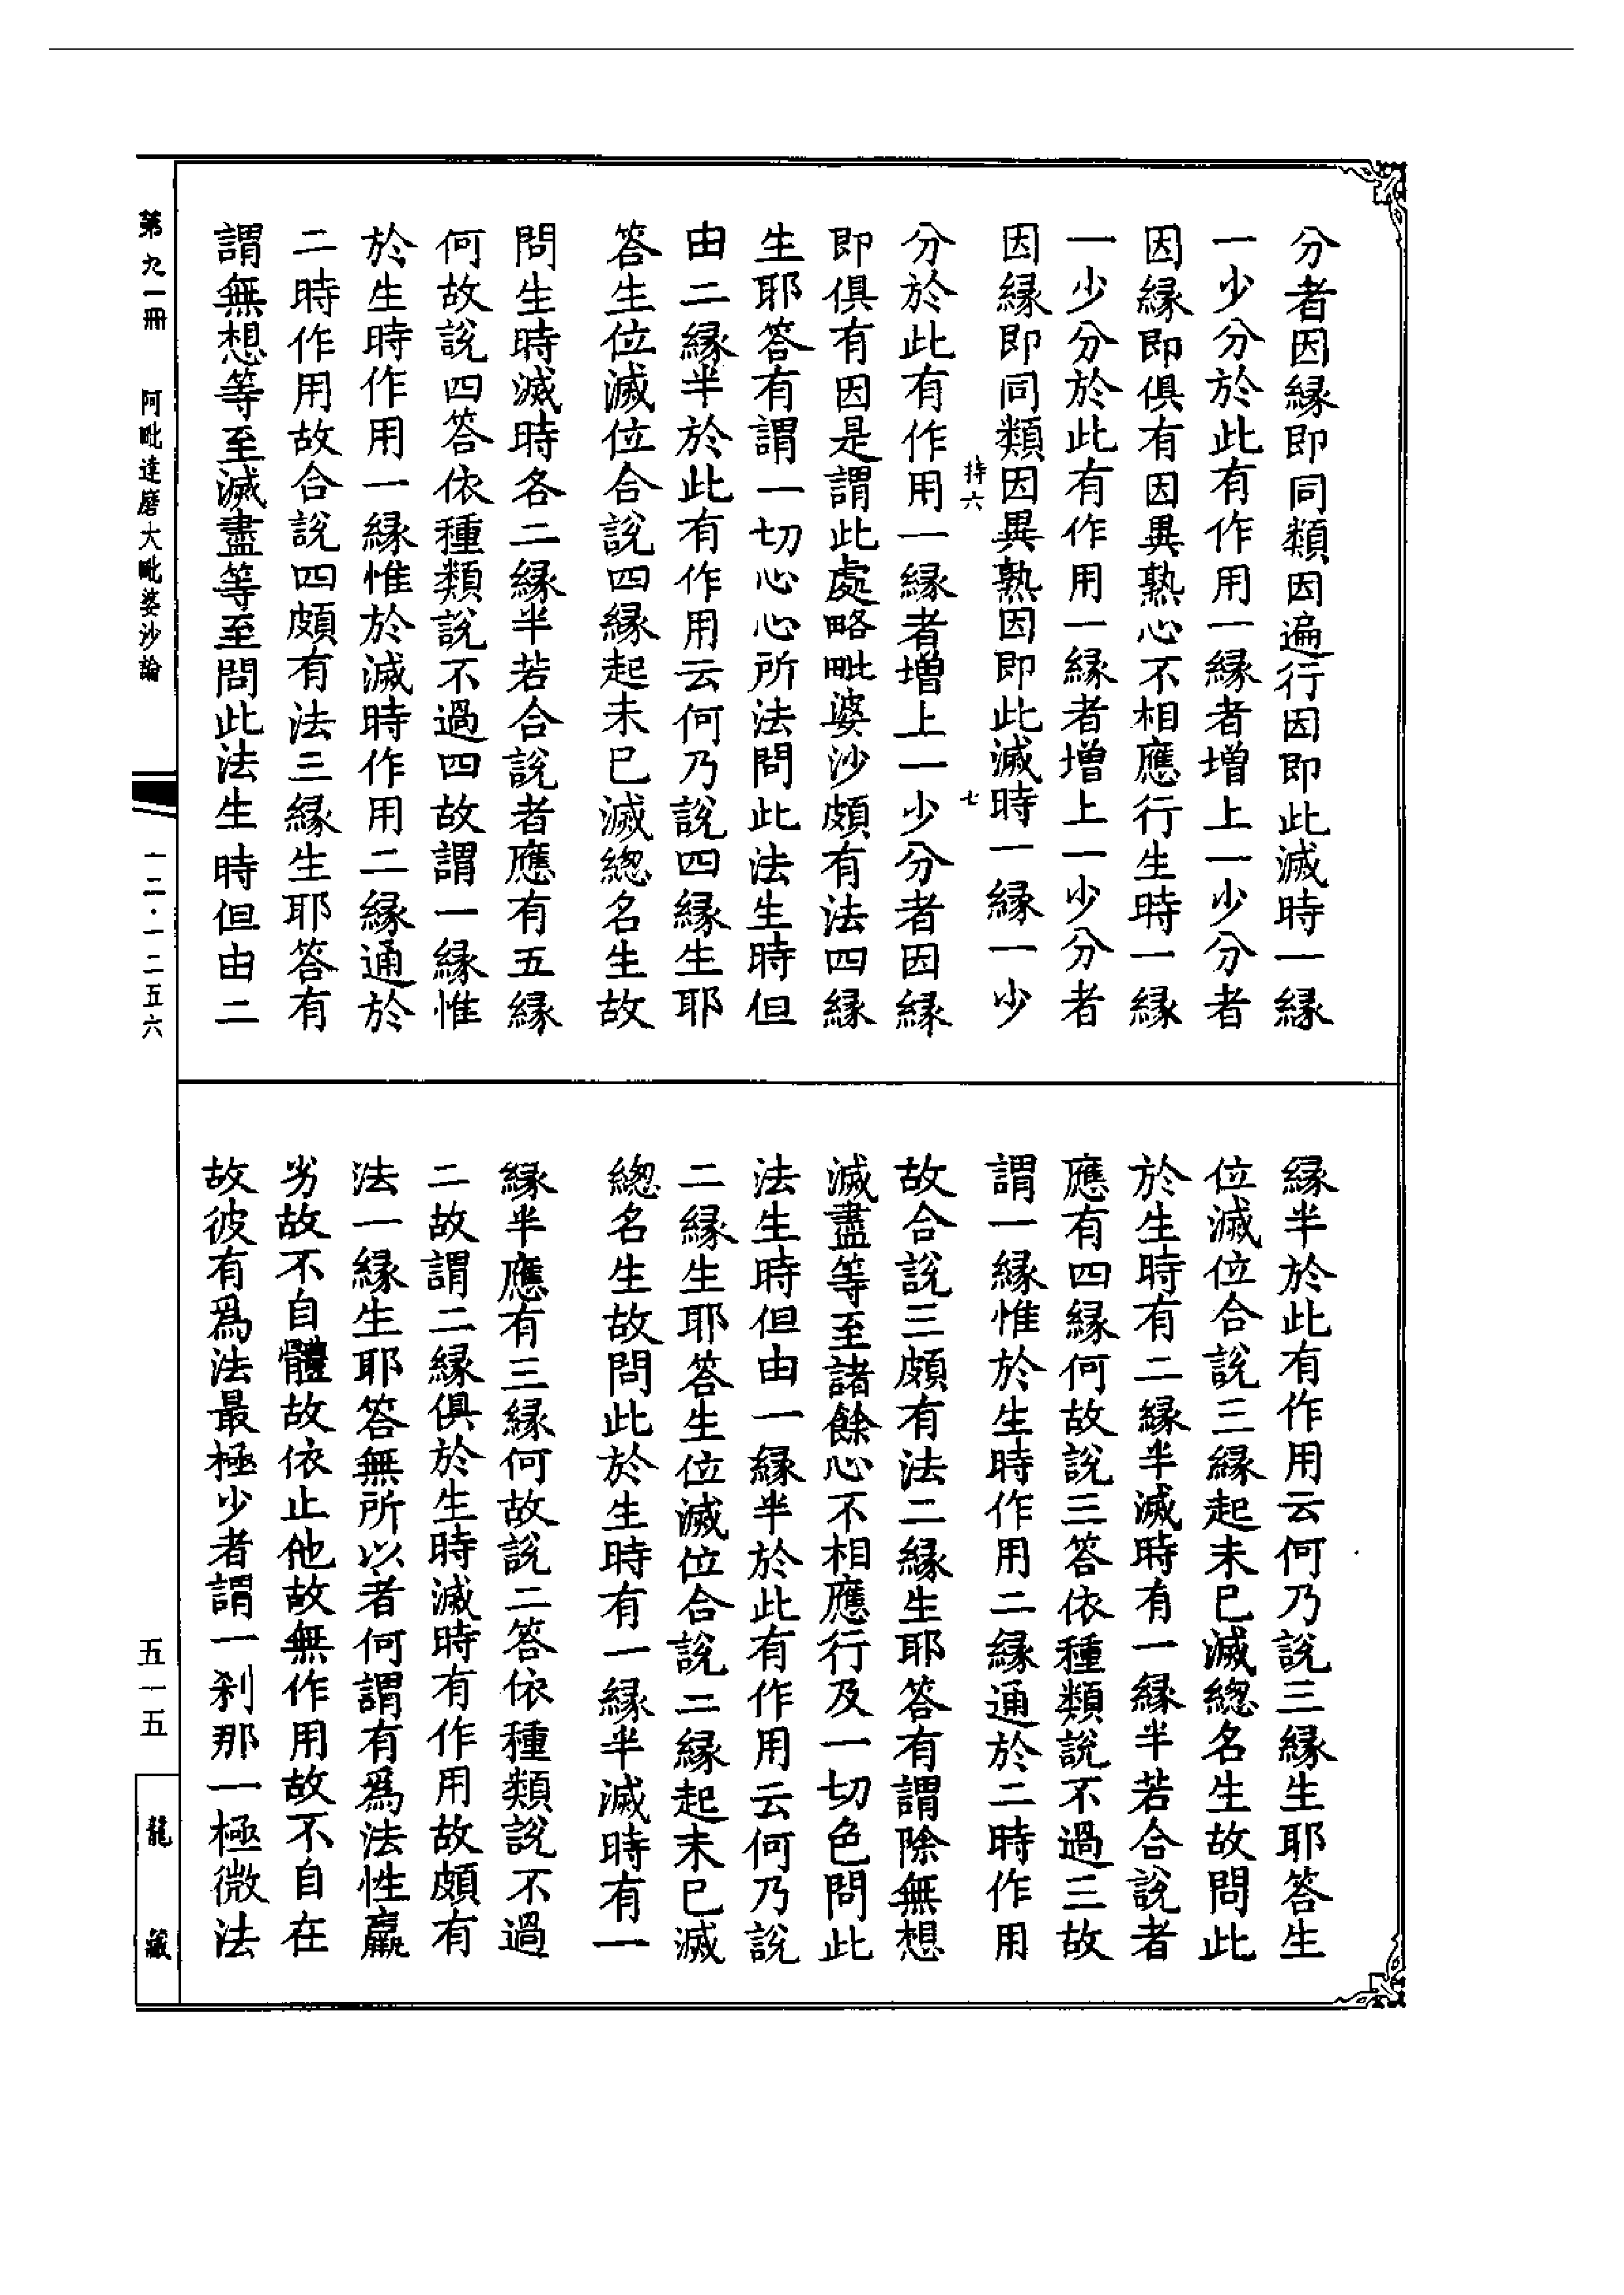 分者因緣即同類因遍行因即此滅時一緣
一少分於此有作用一緣者增上一少分者
因緣即俱有因異熟心不相應行生時一緣
一少分於此有作用一緣者增上一少分者
因緣即同類因異熟因即此滅時一緣一少
持六 七
分於此有作用一緣者增上一少分者因緣
即俱有因是謂此處略毗婆沙頗有法四緣
生耶答有謂一切心心所法問此法生時但
由二緣半於此有作用云何乃說四緣生耶
答生位滅位合說四緣起未已滅總名生故
問生時滅時各二緣半若合說者應有五緣
何故說四答依種類說不過四故謂一緣惟
於生時作用一緣惟於滅時作用二緣通於
二時作用故合說四頗有法三緣生耶答有
謂無想等至滅盡等至問此法生時但由二
緣半於此有作用云何乃說三緣生耶答生
位滅位合說三緣起未已滅總名生故問此
於生時有二緣半滅時有一緣半若合說者
應有四緣何故說三答依種類說不過三故
謂一緣惟於生時作用二緣通於二時作用
故合說三頗有法二緣生耶答有謂除無想
滅盡等至諸餘心不相應行及一切色問此
法生時但由一緣半於此有作用云何乃說
二緣生耶答生位滅位合說二緣起未已滅
總名生故問此於生時有一緣半滅時有一
緣半應有三緣何故說二答依種類說不過
二故謂二緣俱於生時滅時有作用故頗有
法一緣生耶答無所以者何謂有爲法性羸
劣故不自體故依止他故無作用故不自在
故彼有爲法最極少者謂一刹那一極微法
第九一冊 阿毗達磨大毗婆沙論 一二·一二五六
五一五
龍藏